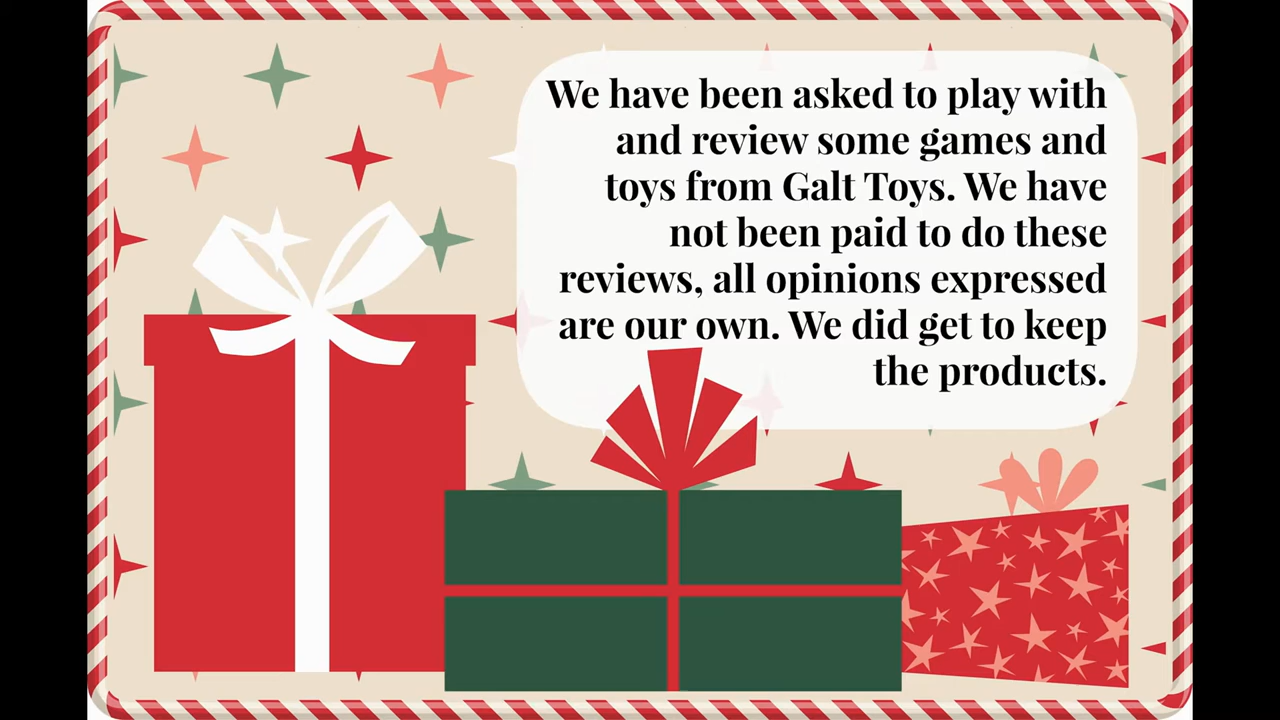 We have been asked to play with
and review some games and
toys from Galt Toys. We have
not been paid to do these
reviews, all opinions expressed
are our own. We did get to keep
the products.